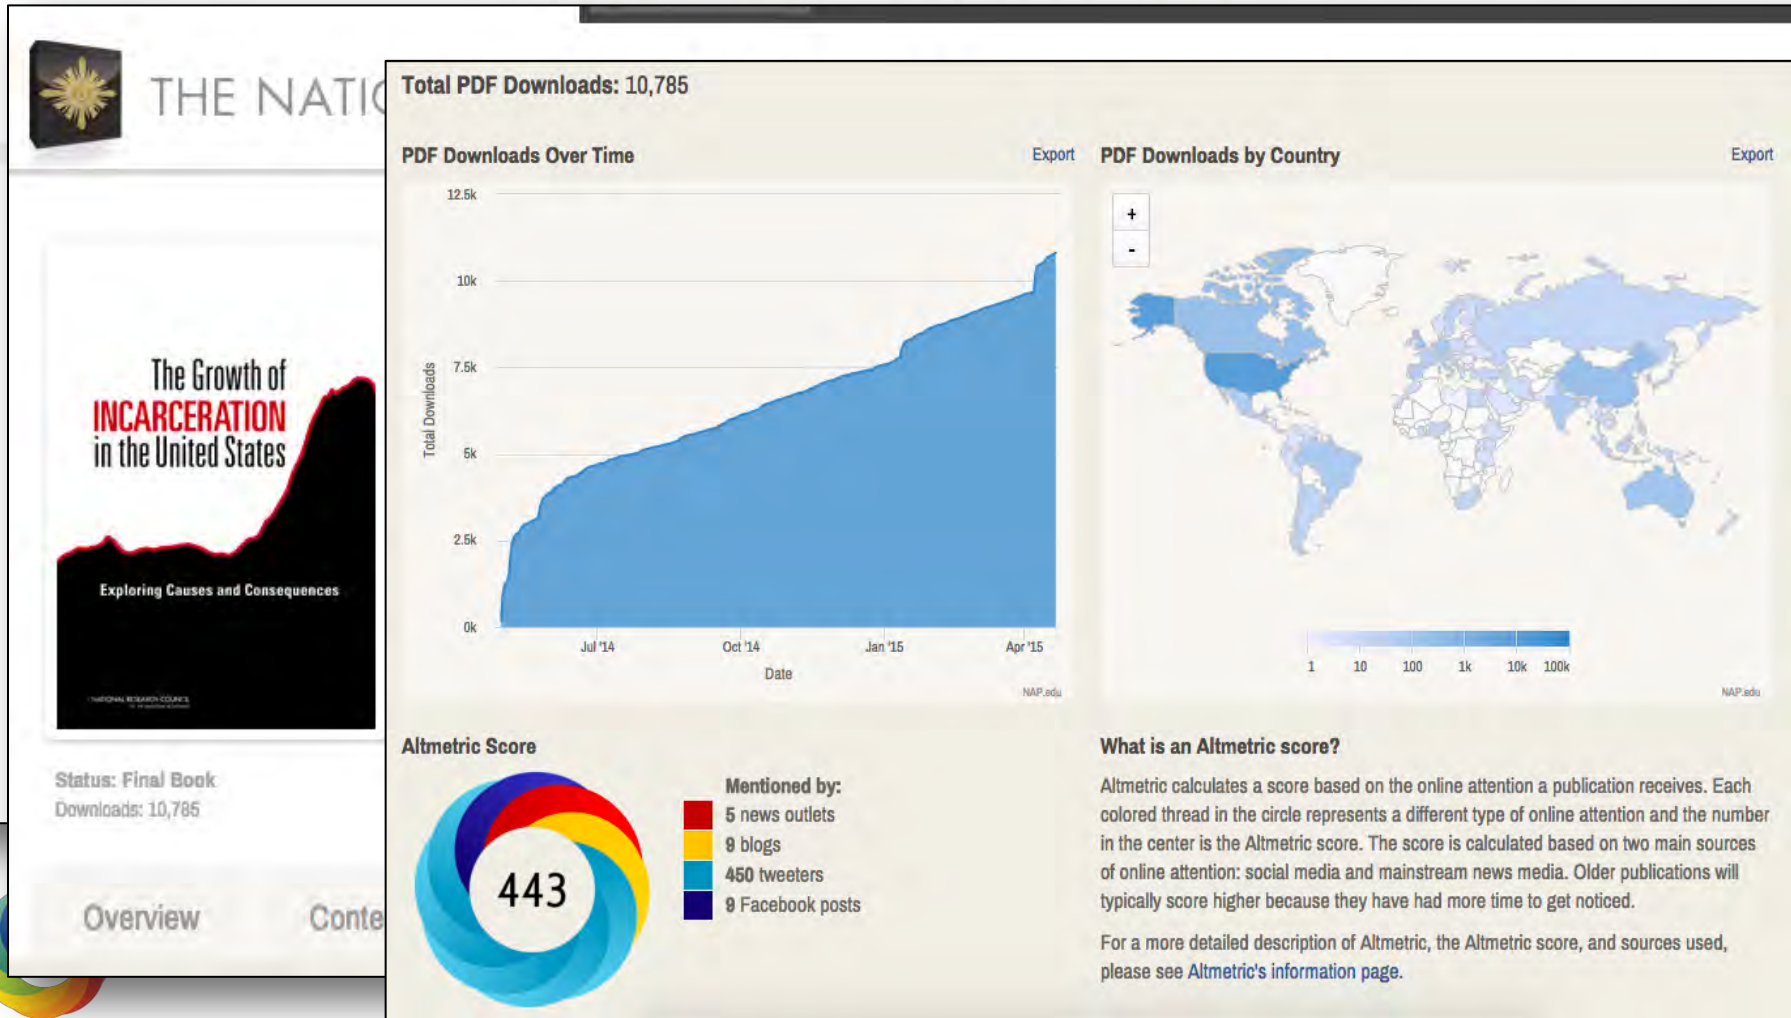 THE NATIO
The Growth of
INCARCERATION
in the United States
Exploring Causes and Consequences
NATIONAL RESEARCH COUNCIL
Status: Final Book
Downloads: 10,785
Overview
Conte
Total PDF Downloads: 10,785
PDF Downloads Over Time
Export
12.5k
10k
7.5k
5k
2.5k
0k
Total Downloads
Jul '14
Oct '14
Jan '15
Apr '15
Date
NAP.edu
PDF Downloads by Country
Export
+
-
1
10
100
1k
10k
100k
NAP.edu
Altmetric Score
443
Mentioned by:
5 news outlets
9 blogs
450 tweeters
9 Facebook posts
What is an Altmetric score?
Altmetric calculates a score based on the online attention a publication receives. Each
colored thread in the circle represents a different type of online attention and the number
in the center is the Altmetric score. The score is calculated based on two main sources
of online attention: social media and mainstream news media. Older publications will
typically score higher because they have had more time to get noticed.
For a more detailed description of Altmetric, the Altmetric score, and sources used,
please see Altmetric's information page.